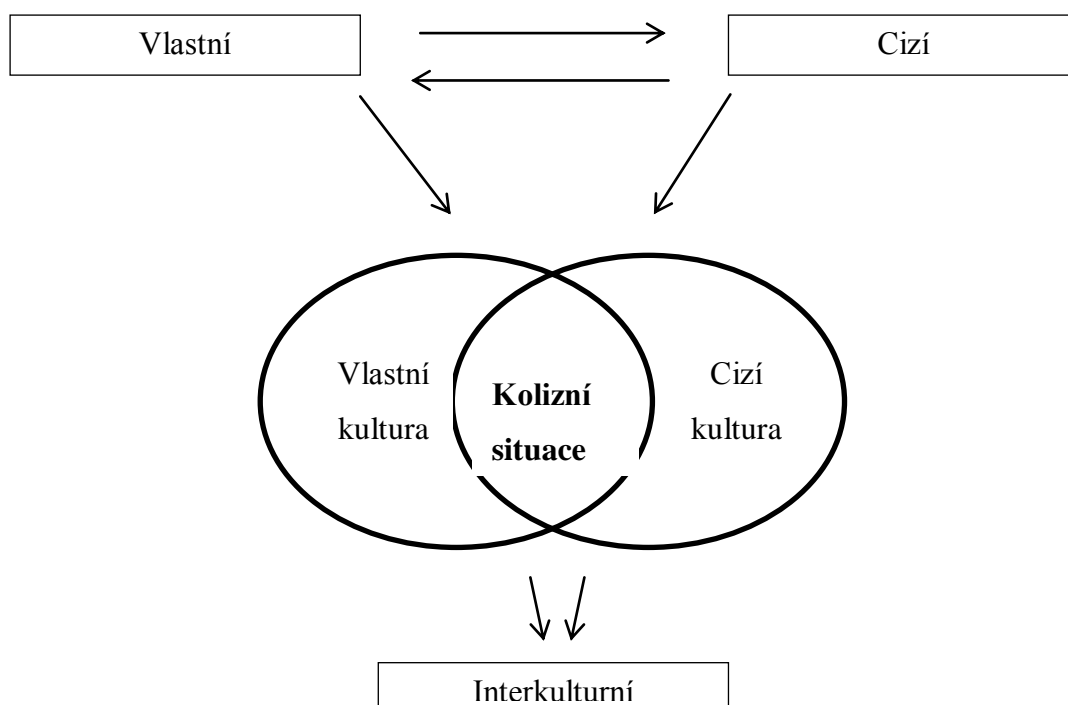 Vlastní
Cizí
Vlastní
kultura
Kolizní
situace
Cizí
kultura
Interkulturní